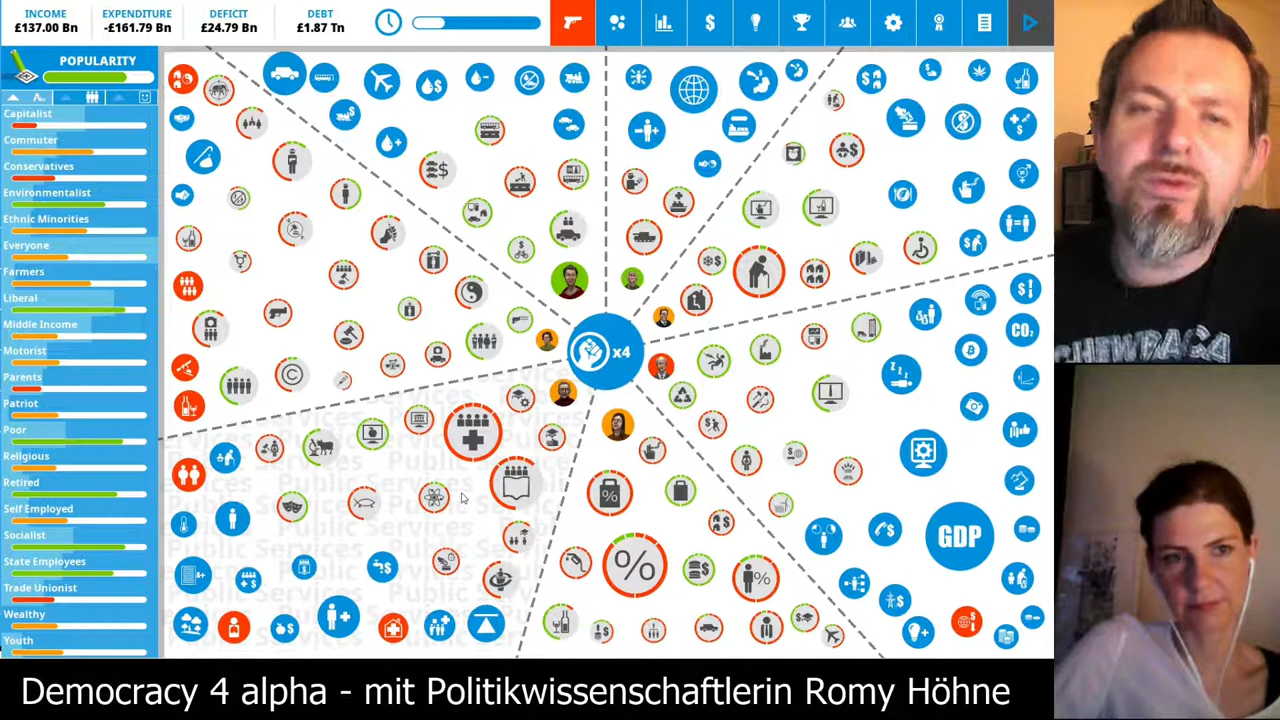 INCOME EXPENDITURE DEFICIT DEBT
£137.00 Bn -£161.79 Bn £24.79 Bn £1.87 Tn
POPULARITY
Capitalist
Commuter
Conservatives
Environmentalist
Ethnic Minorities
Everyone
Farmers
Liberal
Middle Income
Motorist
Parents
Patriot
Poor
Religious
Retired
Self Employed
Socialist
State Employees
Trade Unionist
Wealthy
Youth
x4
CO₂
GDP
Public Services
Democracy 4 alpha - mit Politikwissenschaftlerin Romy Höhne